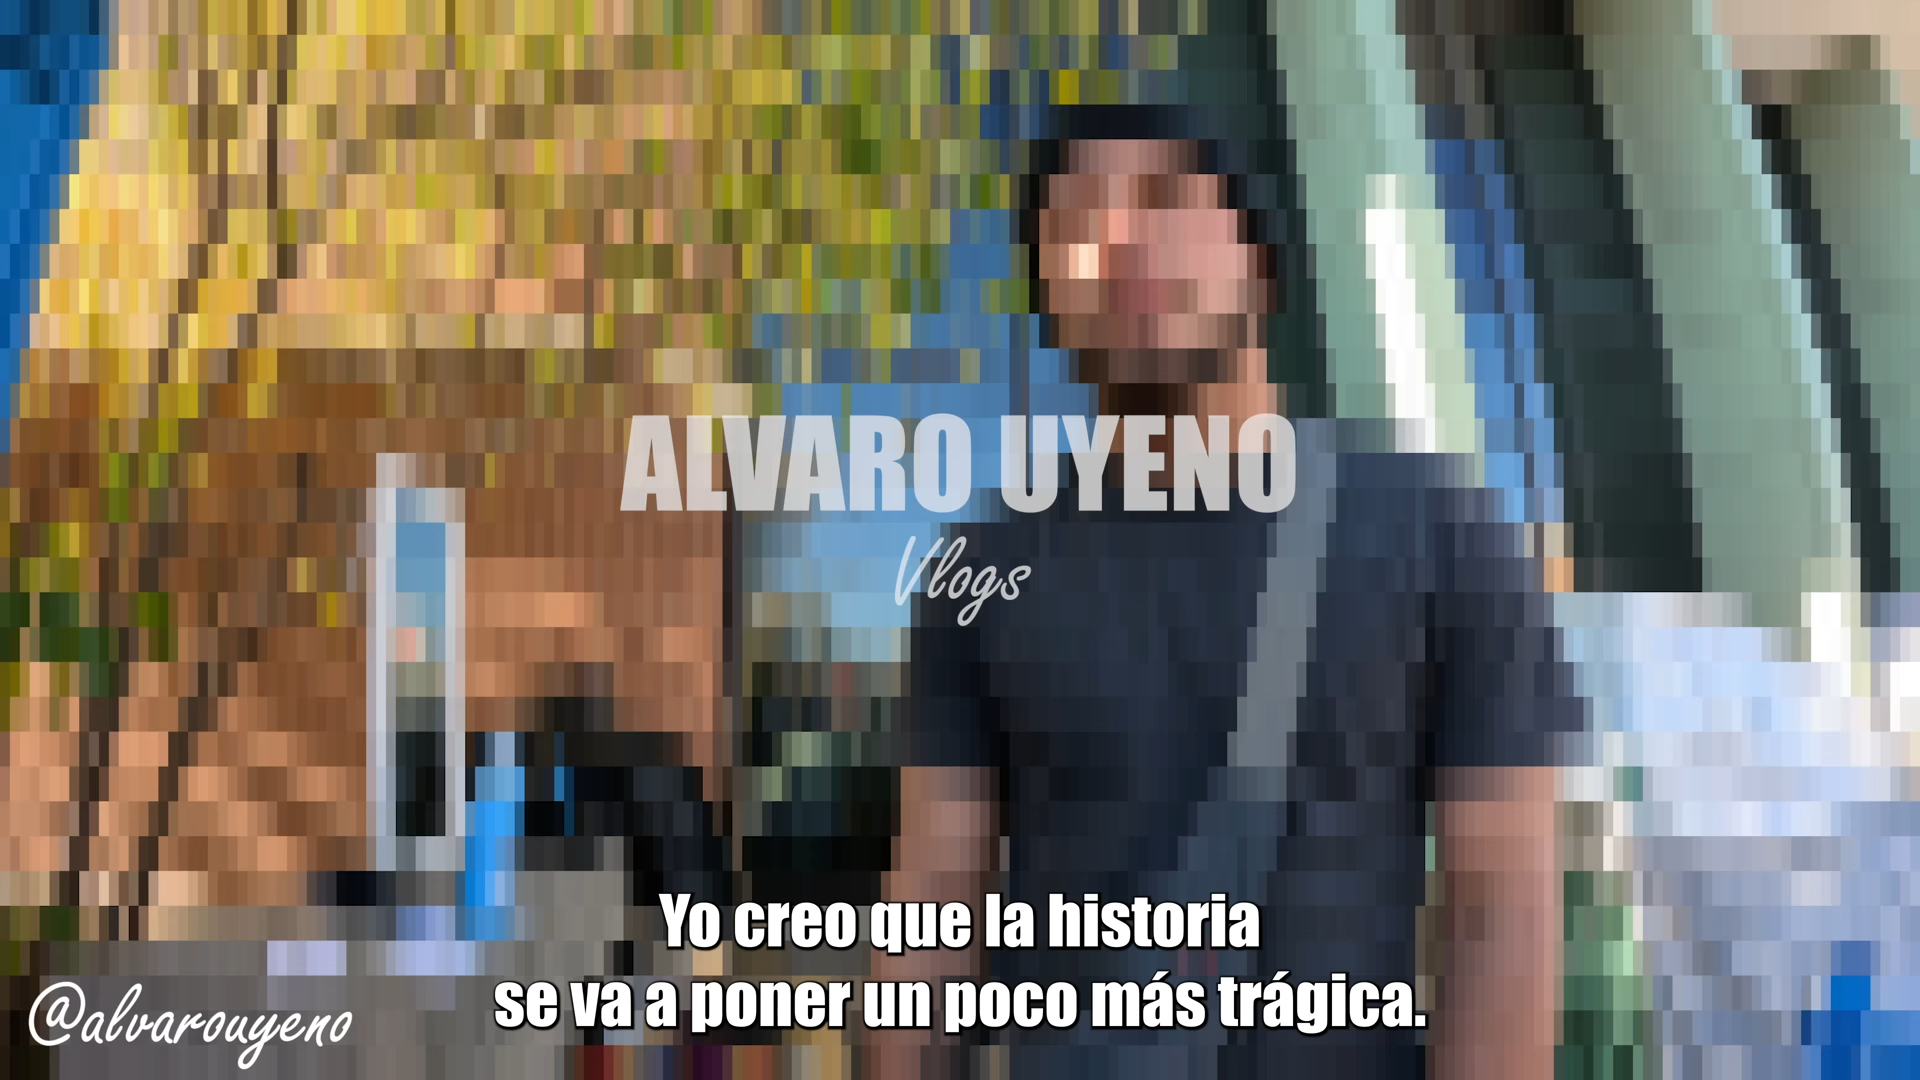 ALVARO UYENO
Vlogs
Yo creo que la historia
se va a poner un poco más trágica.
@alvarouyeno